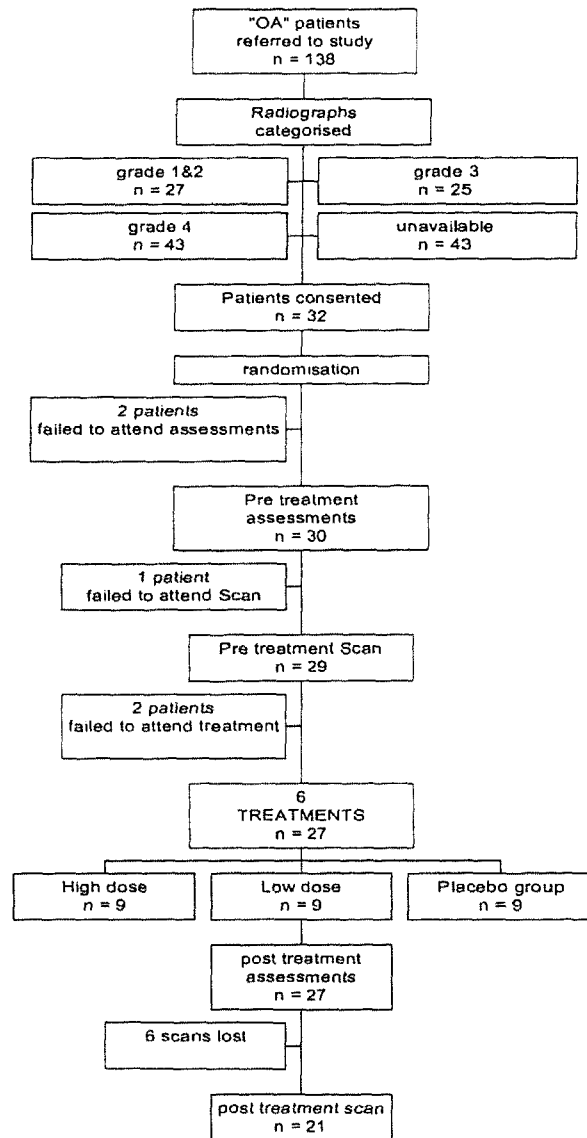 "OA" patients
referred to study
n = 138
Radiographs
categorised
grade 1&2
n = 27
grade 3
n = 25
grade 4
n = 43
unavailable
n = 43
Patients consented
n = 32
randomisation
2 patients
failed to attend assessments
Pre treatment
assessments
n = 30
1 patient
failed to attend Scan
Pre treatment Scan
n = 29
2 patients
failed to attend treatment
6
TREATMENTS
n = 27
High dose
n = 9
Low dose
n = 9
Placebo group
n = 9
post treatment
assessments
n = 27
6 scans lost
post treatment scan
n = 21